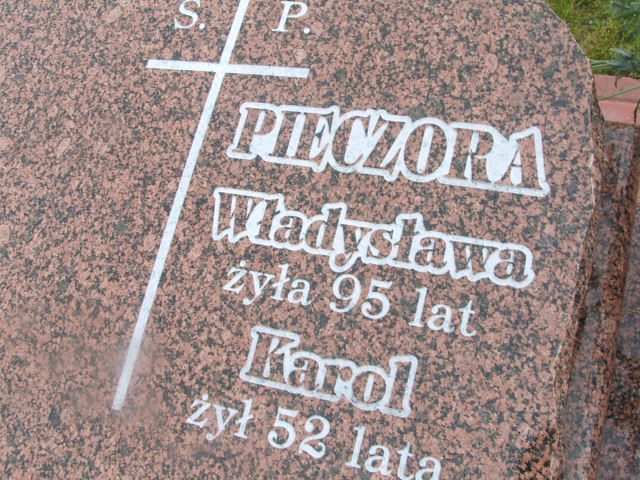 S. P.
PIECZORA
Władysława
żyła 95 lat
Karol
żył 52 lata